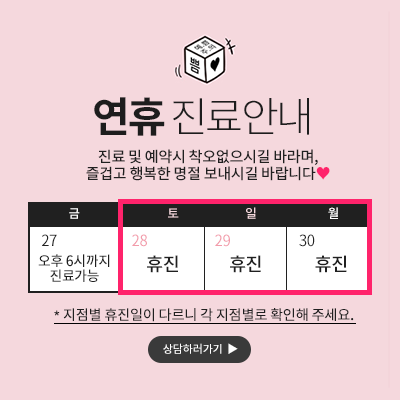 쁨
연휴 진료안내
진료 및 예약시 착오없으시길 바라며,
즐겁고 행복한 명절 보내시길 바랍니다♥
금 토 일 월
27 28 29 30
오후 6시까지
진료가능
휴진 휴진 휴진
* 지점별 휴진일이 다르니 각 지점별로 확인해 주세요.
상담하러가기 ▶